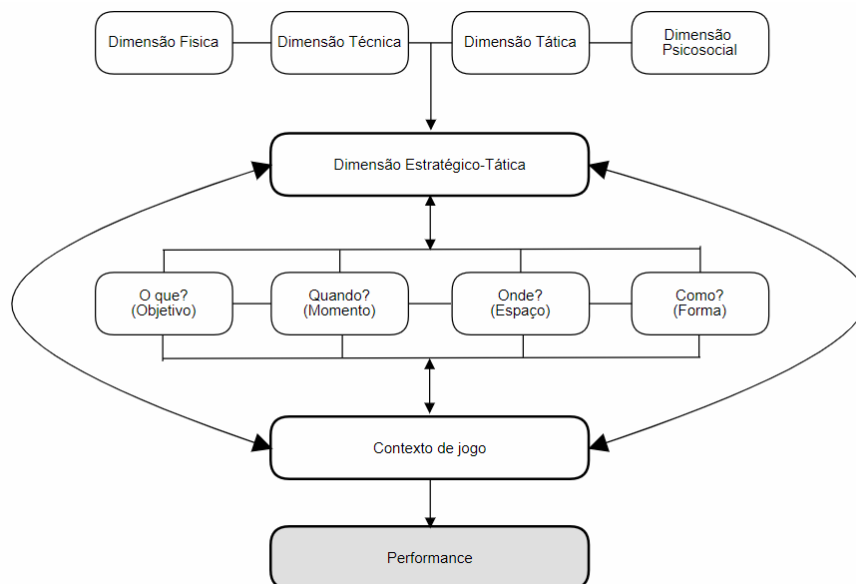 Dimensão Fisica
Dimensão Técnica
Dimensão Tática
Dimensão
Psicosocial
Dimensão Estratégico-Tática
O que?
(Objetivo)
Quando?
(Momento)
Onde?
(Espaço)
Como?
(Forma)
Contexto de jogo
Performance